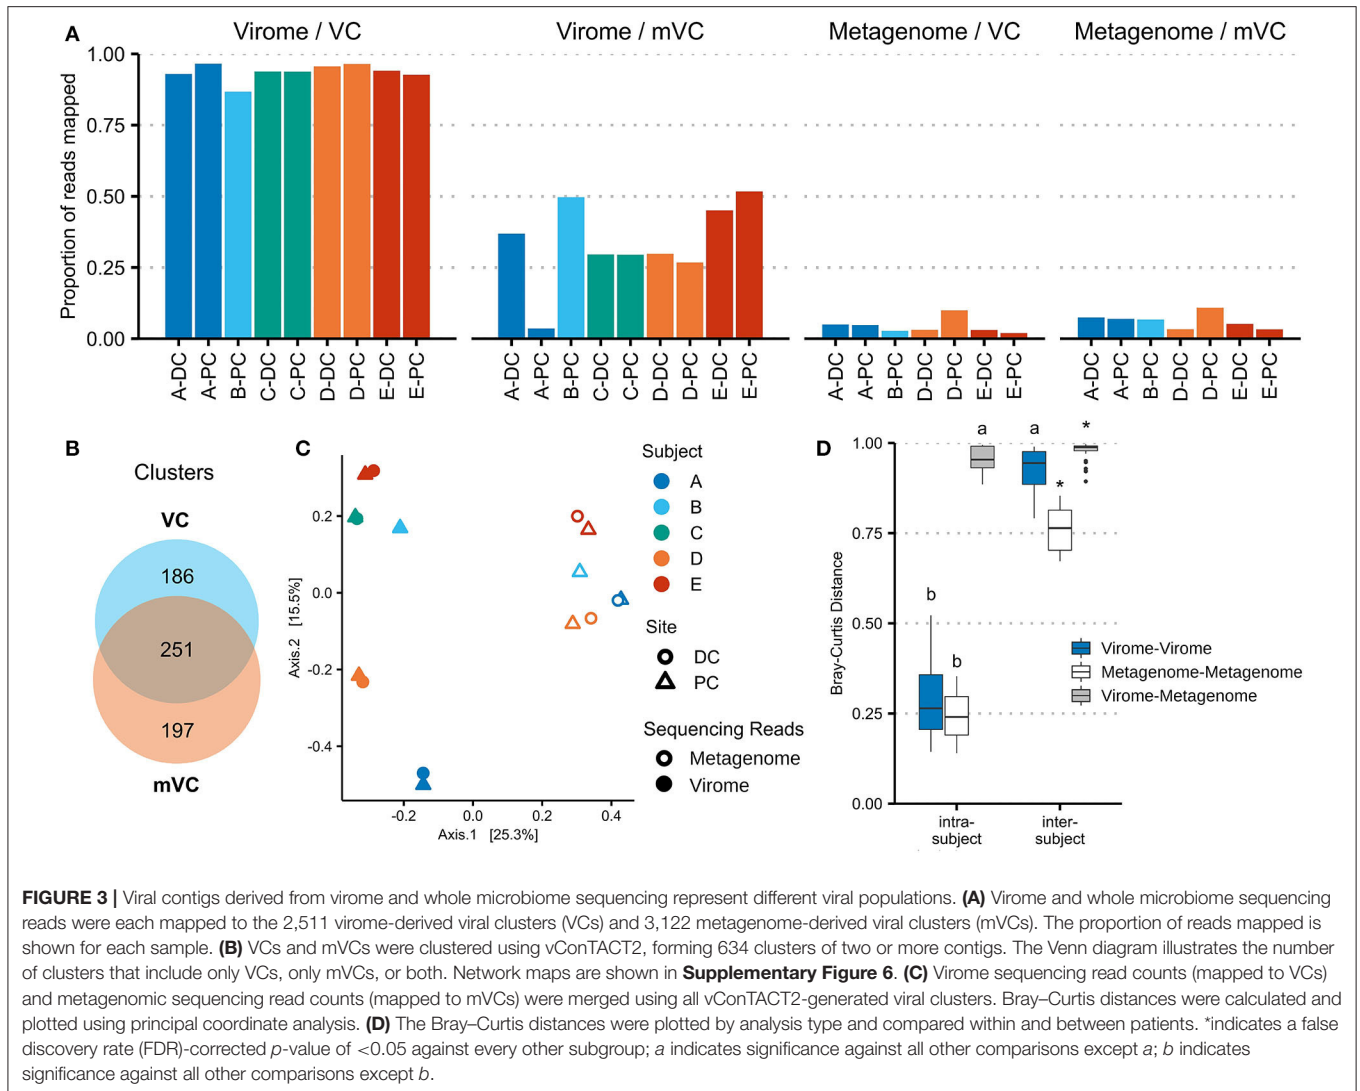 A
Virome / VC
Virome / mVC
Metagenome / VC
Metagenome / mVC
Proportion of reads mapped
1.00
0.75
0.50
0.25
0.00
A-DC
A-PC
B-PC
C-DC
C-PC
D-DC
D-PC
E-DC
E-PC
A-DC
A-PC
B-PC
C-DC
C-PC
D-DC
D-PC
E-DC
E-PC
A-DC
A-PC
B-PC
D-DC
D-PC
E-DC
E-PC
A-DC
A-PC
B-PC
D-DC
D-PC
E-DC
E-PC
B
Clusters
VC
186
251
197
mVC
C
Axis.2 [15.5%]
0.2
0.0
-0.2
-0.4
-0.2
0.0
0.2
0.4
Axis.1 [25.3%]
Subject
A
B
C
D
E
Site
DC
PC
Sequencing Reads
Metagenome
Virome
D
Bray-Curtis Distance
1.00
0.75
0.50
0.25
0.00
b
b
a
a
*
*
intra-
subject
inter-
subject
Virome-Virome
Metagenome-Metagenome
Virome-Metagenome
FIGURE 3 | Viral contigs derived from virome and whole microbiome sequencing represent different viral populations. (A) Virome and whole microbiome sequencing
reads were each mapped to the 2,511 virome-derived viral clusters (VCs) and 3,122 metagenome-derived viral clusters (mVCs). The proportion of reads mapped is
shown for each sample. (B) VCs and mVCs were clustered using vConTACT2, forming 634 clusters of two or more contigs. The Venn diagram illustrates the number
of clusters that include only VCs, only mVCs, or both. Network maps are shown in Supplementary Figure 6. (C) Virome sequencing read counts (mapped to VCs)
and metagenomic sequencing read counts (mapped to mVCs) were merged using all vConTACT2-generated viral clusters. Bray–Curtis distances were calculated and
plotted using principal coordinate analysis. (D) The Bray–Curtis distances were plotted by analysis type and compared within and between patients. *indicates a false
discovery rate (FDR)-corrected p-value of <0.05 against every other subgroup; a indicates significance against all other comparisons except a; b indicates
significance against all other comparisons except b.